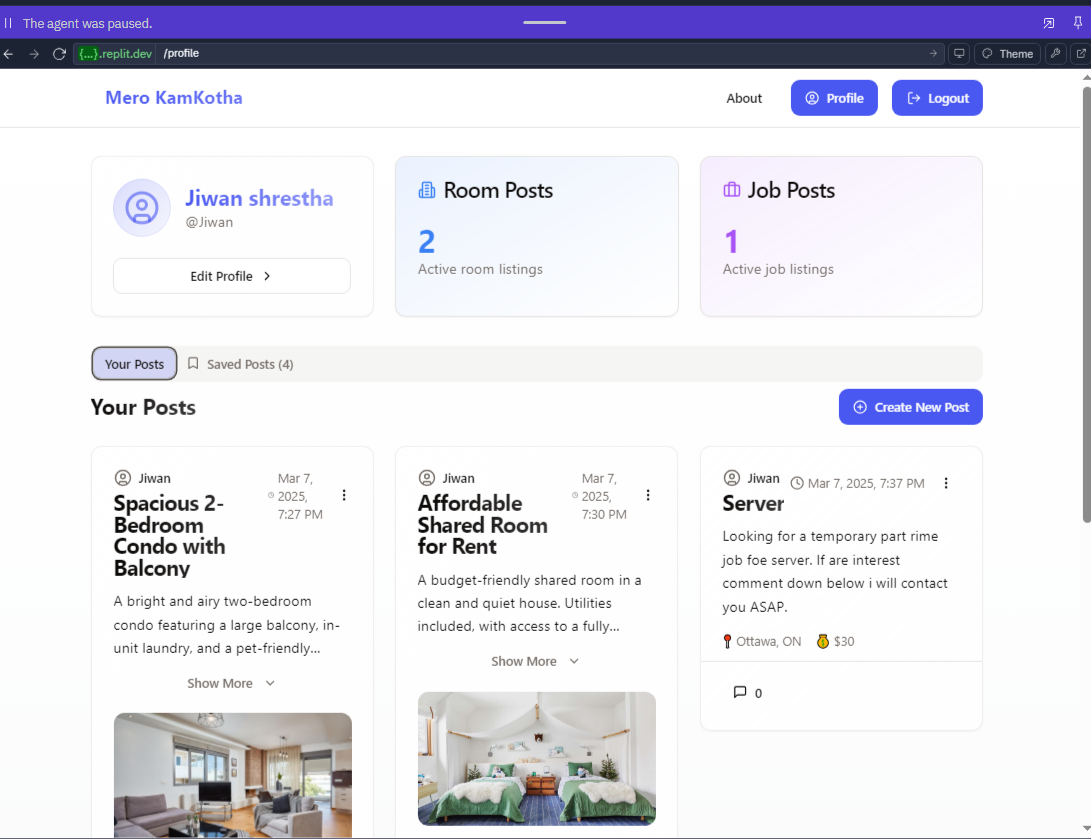 The agent was paused.
{...}.replit.dev /profile
Theme
Mero KamKotha
About
Profile
Logout
Jiwan shrestha
@Jiwan
Edit Profile
Room Posts
2
Active room listings
Job Posts
1
Active job listings
Your Posts
Saved Posts (4)
Your Posts
Create New Post
Jiwan
Mar 7,
2025,
7:27 PM
Spacious 2-
Bedroom
Condo with
Balcony
A bright and airy two-bedroom
condo featuring a large balcony, in-
unit laundry, and a pet-friendly...
Show More
Jiwan
Mar 7,
2025,
7:30 PM
Affordable
Shared Room
for Rent
A budget-friendly shared room in a
clean and quiet house. Utilities
included, with access to a fully...
Show More
Jiwan
Mar 7, 2025, 7:37 PM
Server
Looking for a temporary part rime
job foe server. If are interest
comment down below i will contact
you ASAP.
Ottawa, ON
$30
0